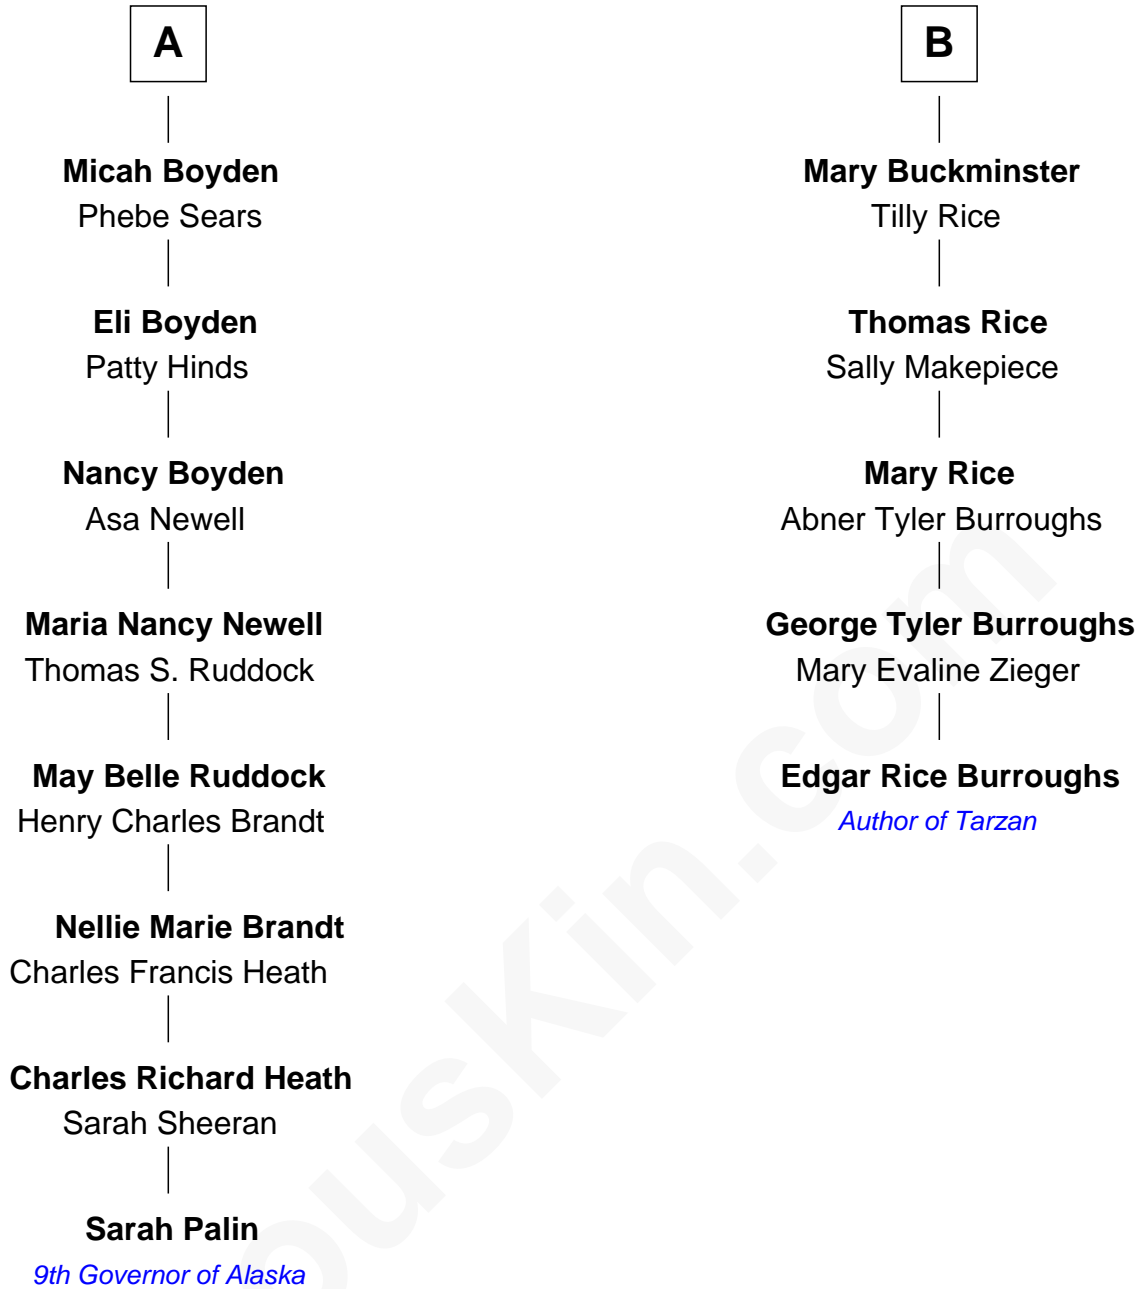 A
Micah Boyden
Phebe Sears
Eli Boyden
Patty Hinds
Nancy Boyden
Asa Newell
Maria Nancy Newell
Thomas S. Ruddock
May Belle Ruddock
Henry Charles Brandt
Nellie Marie Brandt
Charles Francis Heath
Charles Richard Heath
Sarah Sheeran
Sarah Palin
9th Governor of Alaska
B
Mary Buckminster
Tilly Rice
Thomas Rice
Sally Makepiece
Mary Rice
Abner Tyler Burroughs
George Tyler Burroughs
Mary Evaline Zieger
Edgar Rice Burroughs
Author of Tarzan
ousKin.com